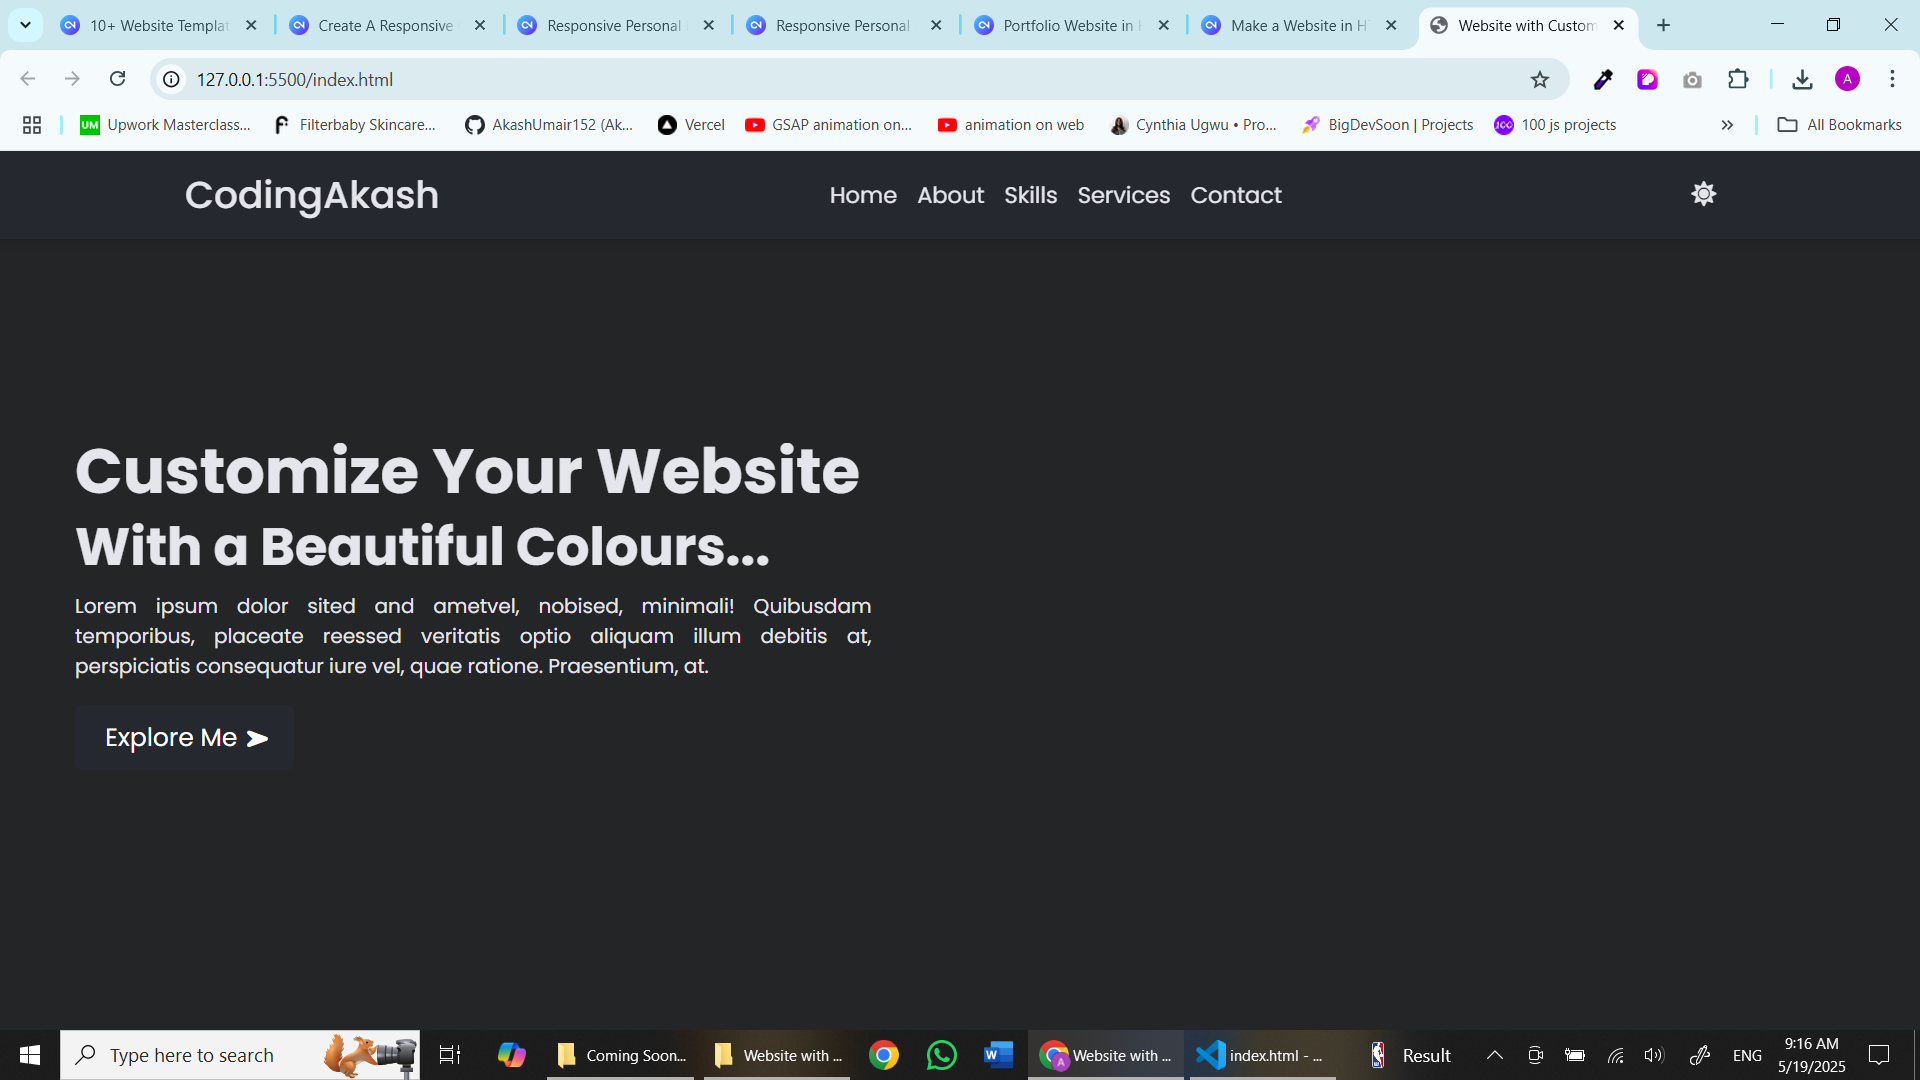 10+ Website Templat
Create A Responsive
Responsive Personal
Responsive Personal
Portfolio Website in H
Make a Website in H
Website with Custom
127.0.0.1:5500/index.html
A
UM
Upwork Masterclass...
Filterbaby Skincare...
AkashUmair152 (Ak...
Vercel
GSAP animation on...
animation on web
Cynthia Ugwu • Pro...
BigDevSoon | Projects
100 js projects
All Bookmarks
CodingAkash
Home
About
Skills
Services
Contact
Customize Your Website
With a Beautiful Colours...
Lorem ipsum dolor sited and ametvel, nobised, minimali! Quibusdam
temporibus, placeate reessed veritatis optio aliquam illum debitis at,
perspiciatis consequatur iure vel, quae ratione. Praesentium, at.
Explore Me
Type here to search
Coming Soon...
Website with ...
Website with ...
index.html - ...
Result
ENG
9:16 AM
5/19/2025